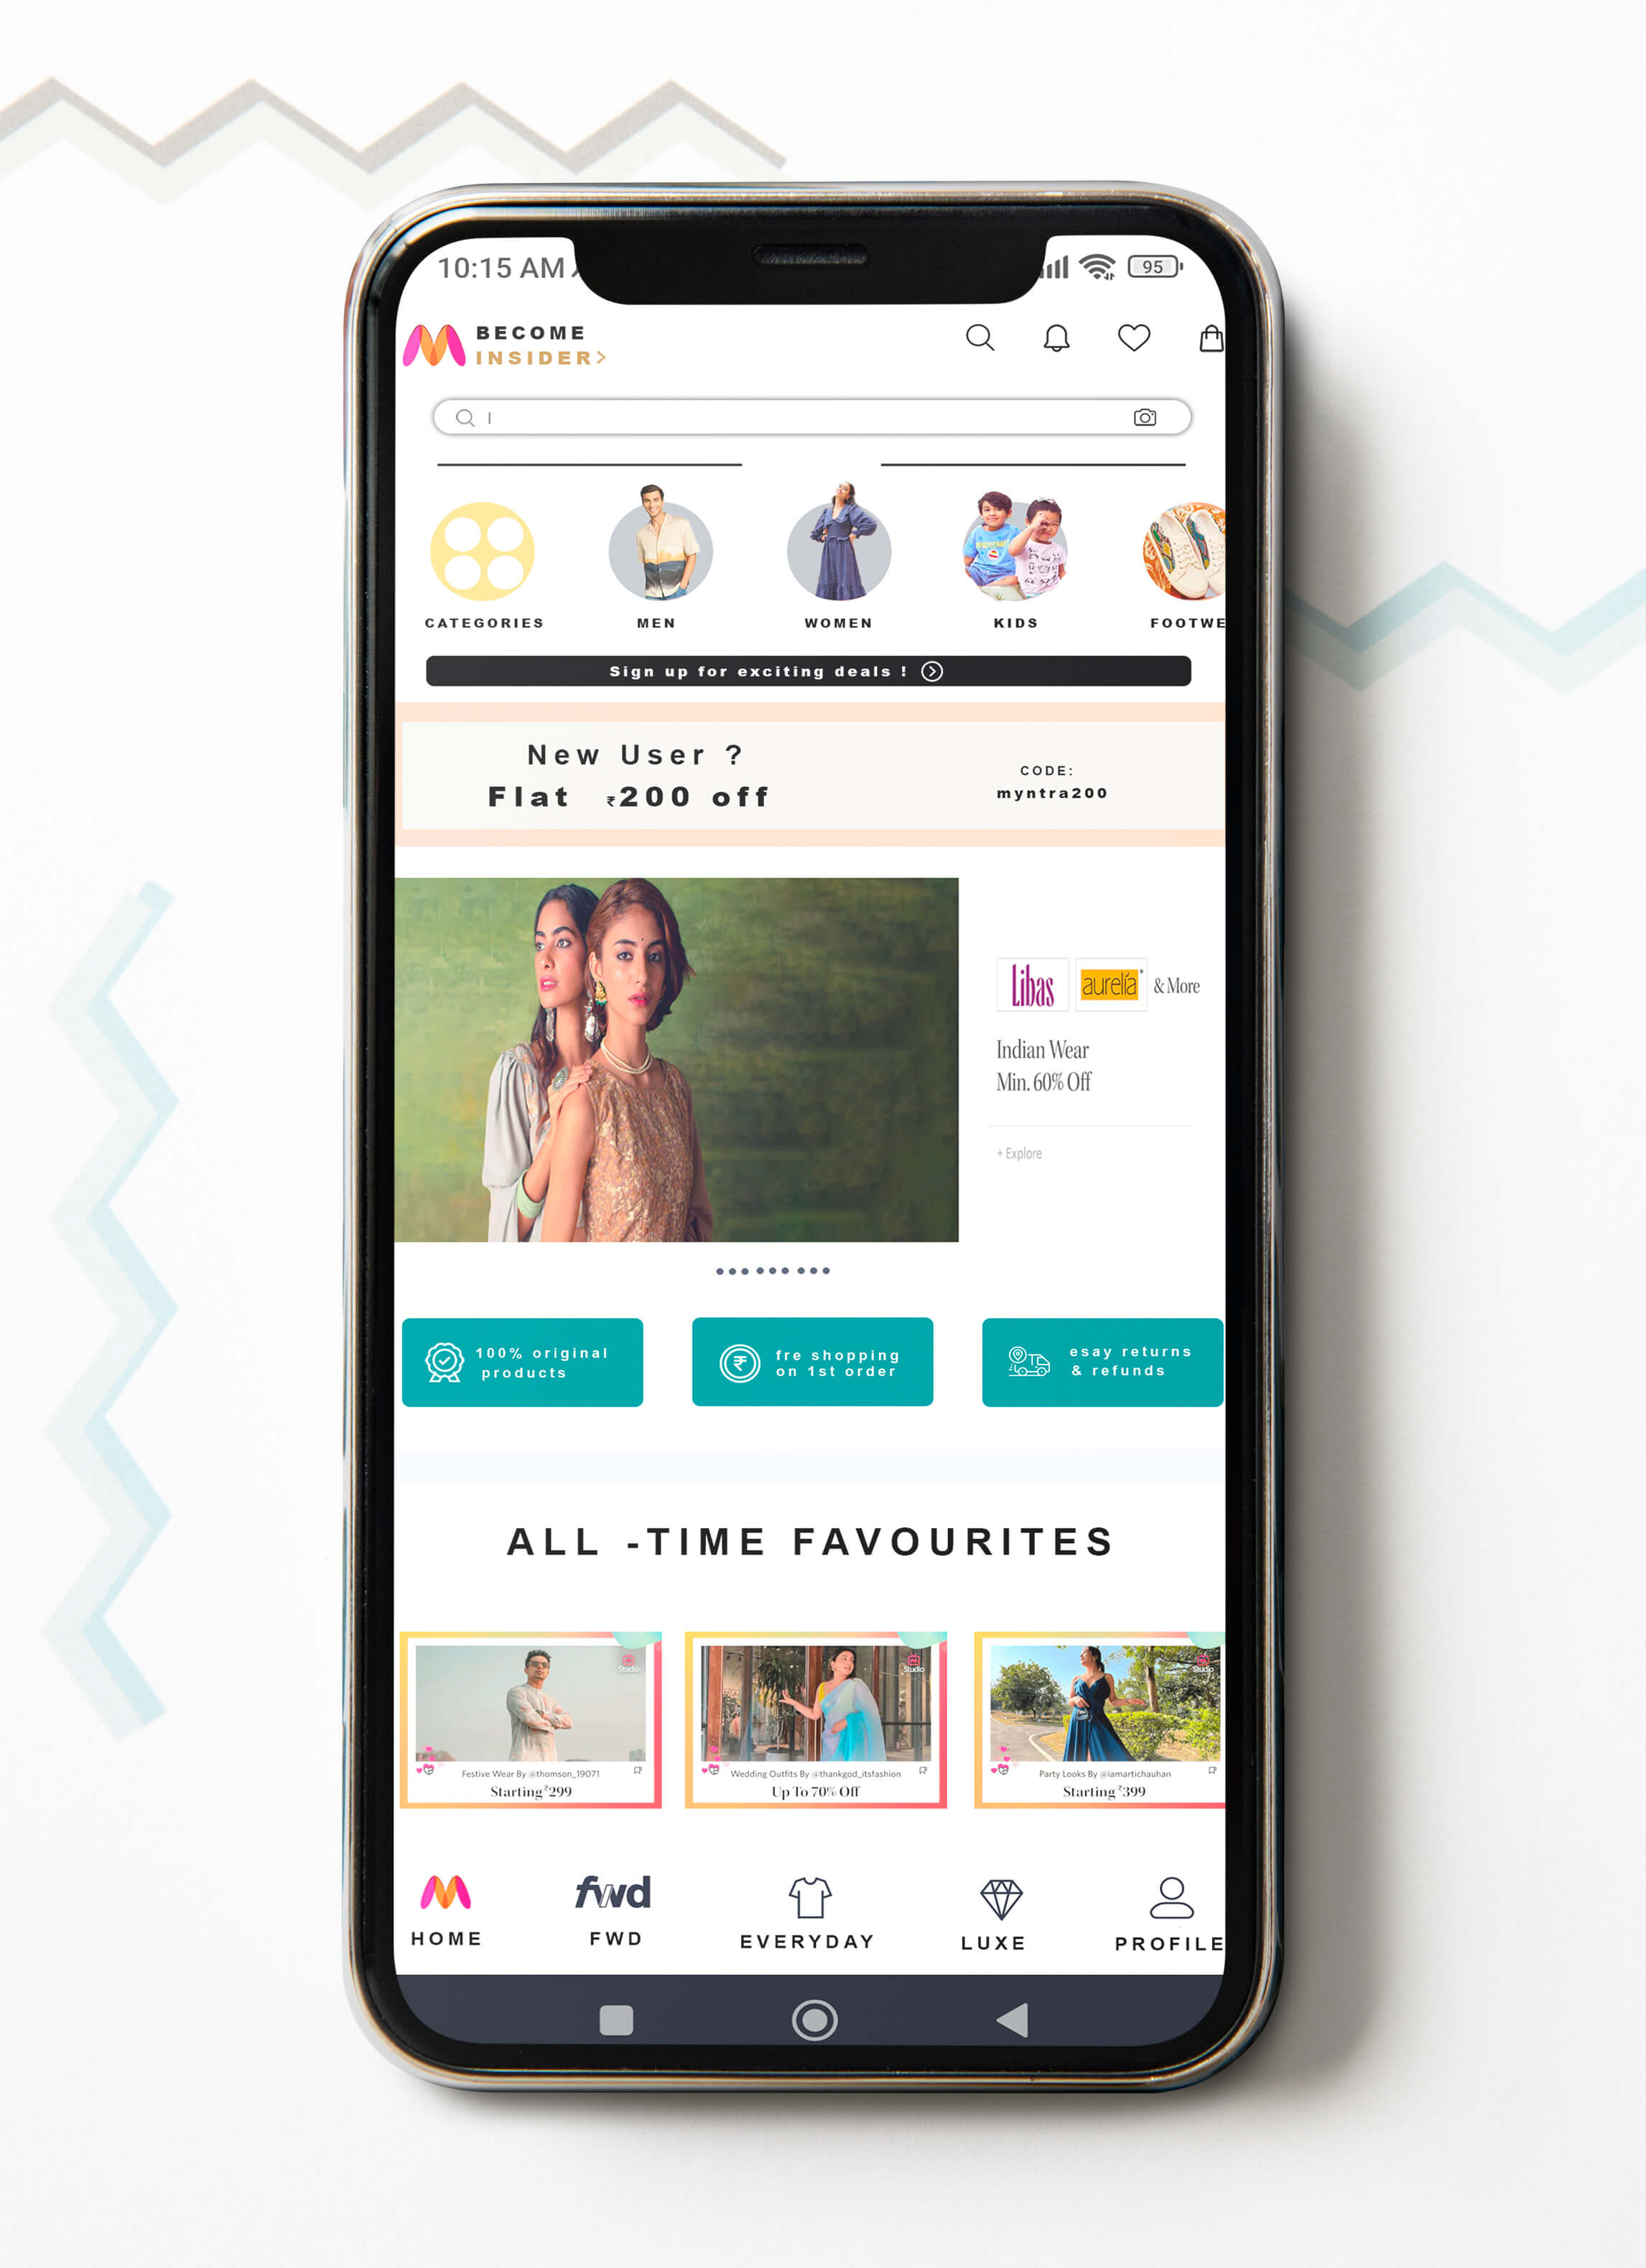 10:15 AM
95
BECOME
INSIDER>
CATEGORIES
MEN
WOMEN
KIDS
FOOTWE
Sign up for exciting deals !
New User ?
Flat ₹200 off
CODE:
myntra200
Libas aurelia & More
Indian Wear
Min. 60% Off
+ Explore
100% original
products
fre shopping
on 1st order
esay returns
& refunds
ALL -TIME FAVOURITES
Studio
Festive Wear By @thomson_19071
Starting ₹299
Studio
Wedding Outfits By @thankgod_itsfashion
Up To 70% Off
Studio
Party Looks By @iamartichauhan
Starting ₹399
fwd
HOME
FWD
EVERYDAY
LUXE
PROFILE